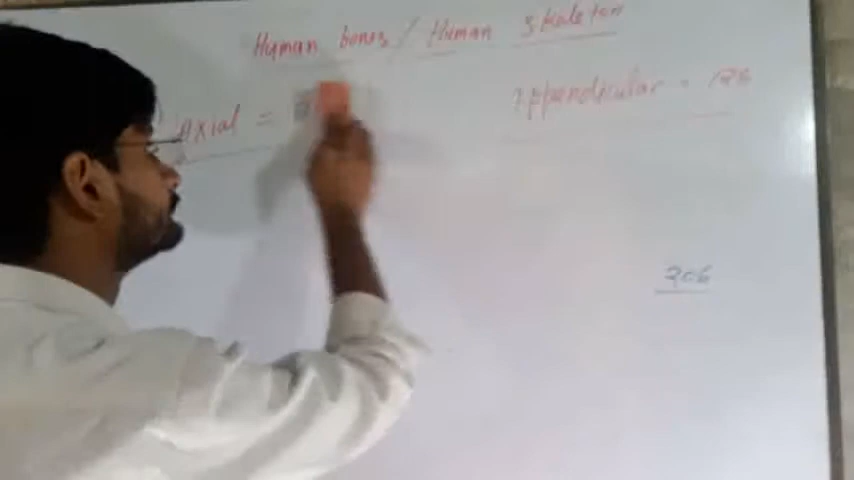 Human bones / Human skeleton
Axial =
Appendicular = 126
206